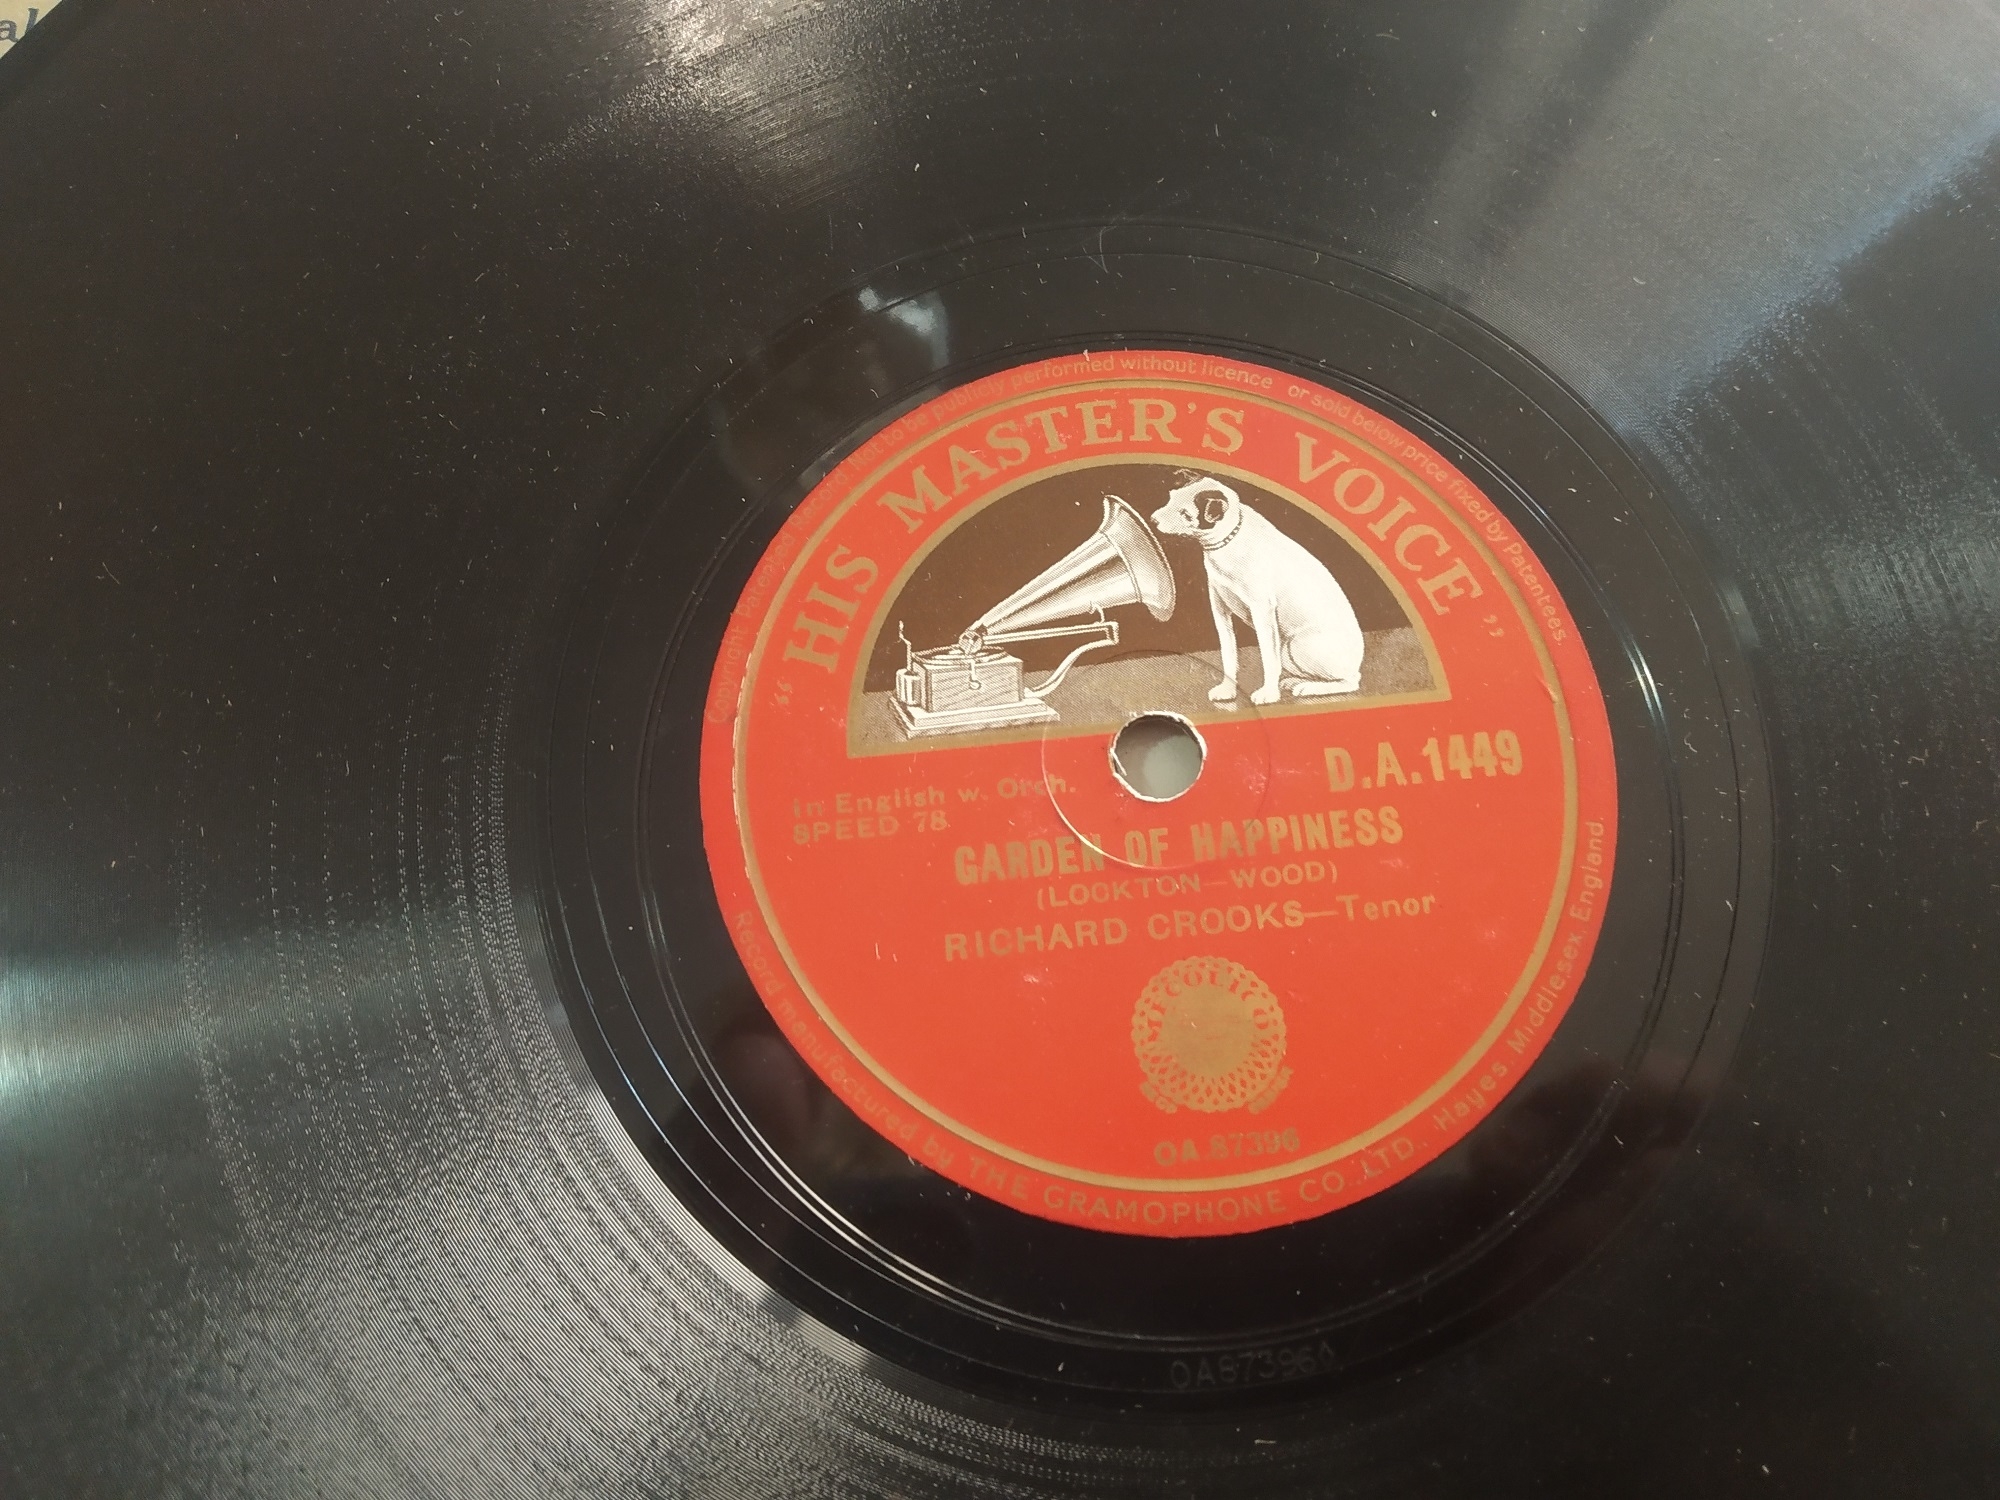 al
Copyright Patented Record. Not to be publicly performed without licence or sold below price fixed by Patentees.
“HIS MASTER'S VOICE”
D.A.1449
In English w. Orch.
SPEED 78
GARDEN OF HAPPINESS
(LOCKTON—WOOD)
RICHARD CROOKS—Tenor
MECOLICO
OA 87396
Record manufactured by THE GRAMOPHONE CO., LTD., Hayes, Middlesex, England.